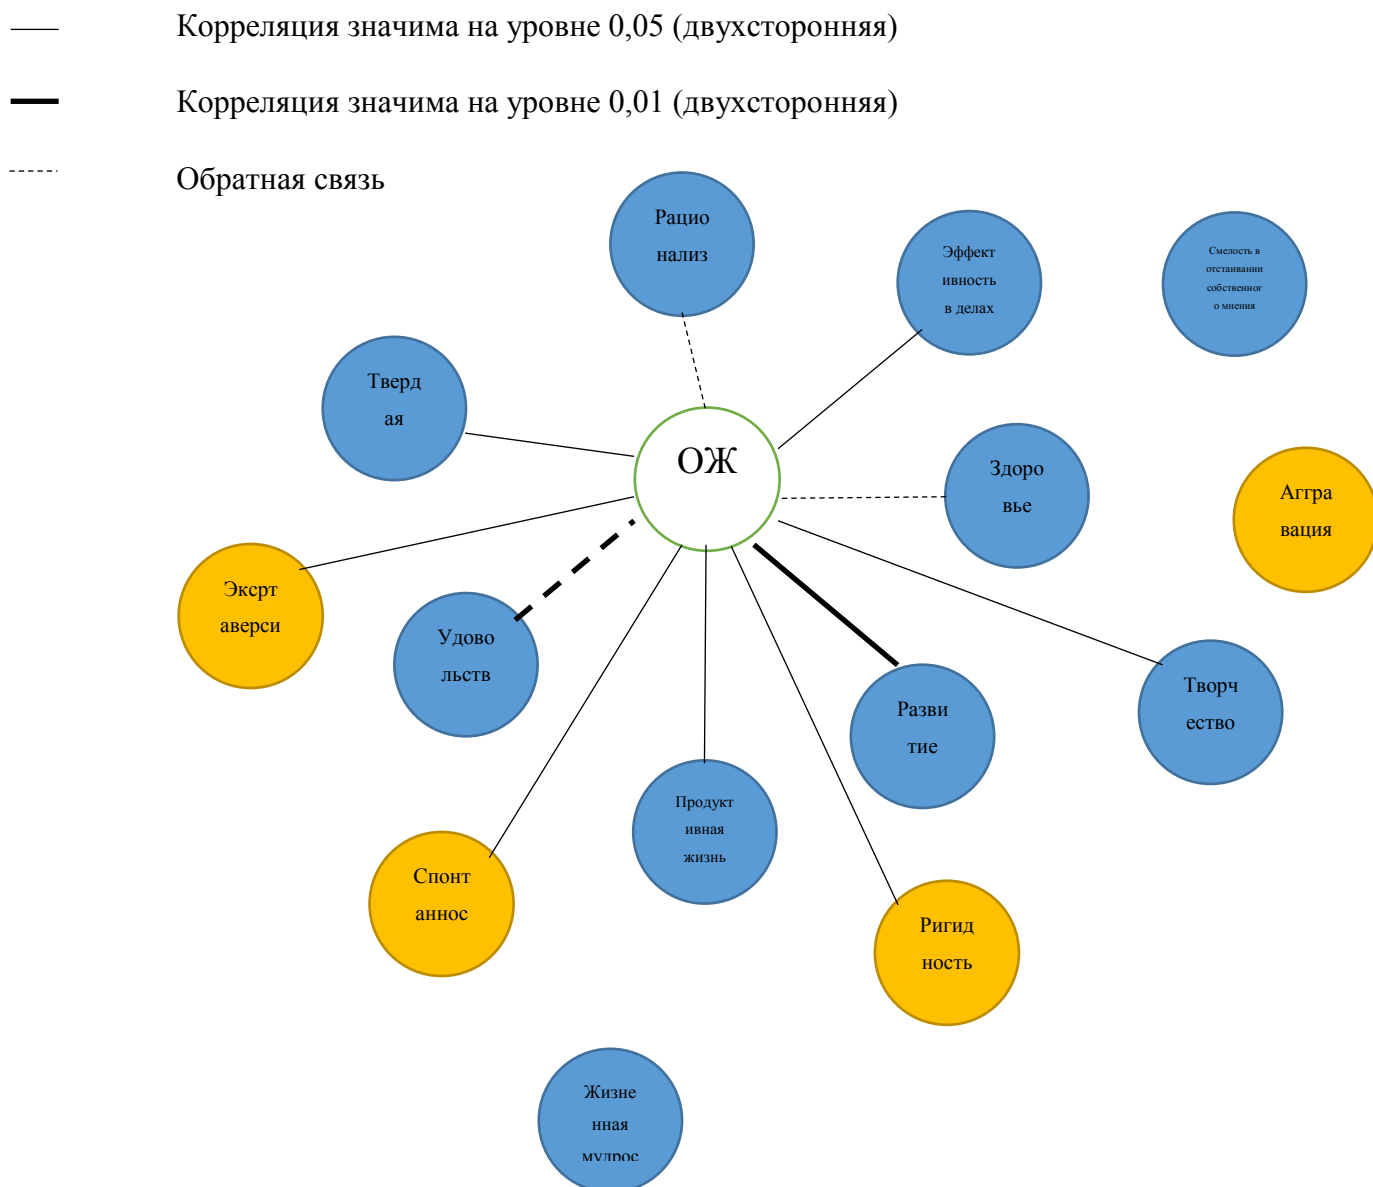 Корреляция значима на уровне 0,05 (двухсторонняя)
Корреляция значима на уровне 0,01 (двухсторонняя)
Обратная связь
Рацио
нализ
Эффект
ивность
в делах
Смелость в
отстаивании
собственног
о мнения
Тверд
ая
ОЖ
Здоро
вье
Аггра
вация
Эксрт
аверси
Удово
льств
Разви
тие
Творч
ество
Продукт
ивная
жизнь
Спонт
аннос
Ригид
ность
Жизне
нная
мудрос